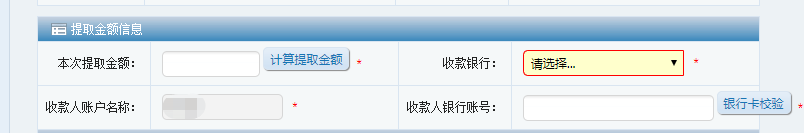 提取金额信息
本次提取金额： 计算提取金额 * 收款银行： 请选择... *
收款人账户名称： * 收款人银行账号： 银行卡校验 *